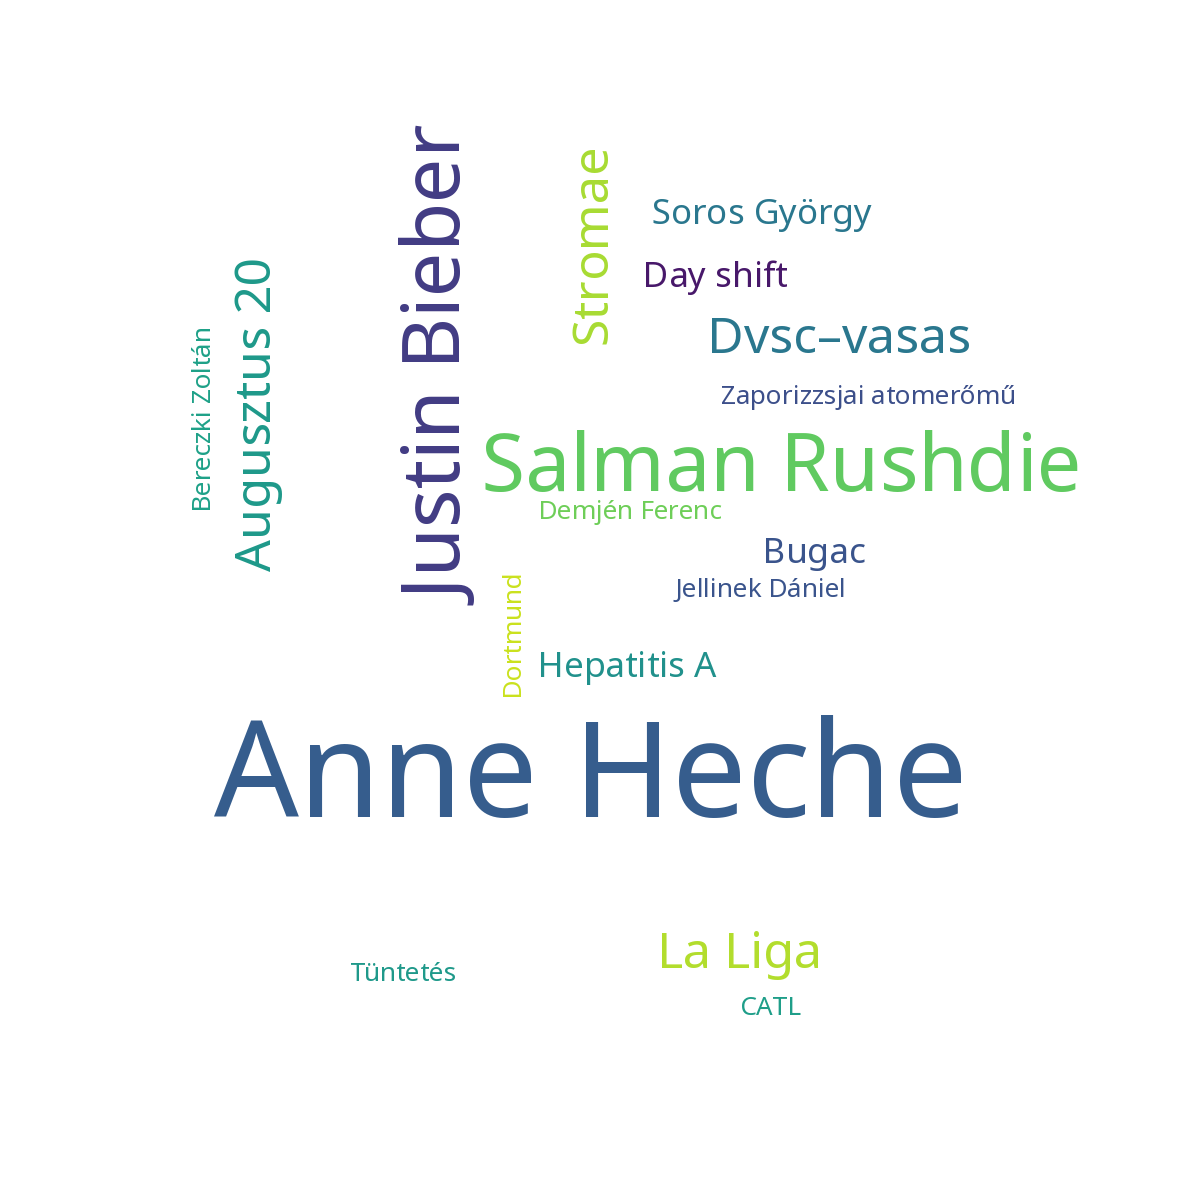 Justin Bieber
Stromae
Soros György
Augusztus 20
Day shift
Dvsc–vasas
Bereczki Zoltán
Zaporizzsjai atomerőmű
Salman Rushdie
Demjén Ferenc
Bugac
Jellinek Dániel
Dortmund
Hepatitis A
Anne Heche
La Liga
Tüntetés
CATL